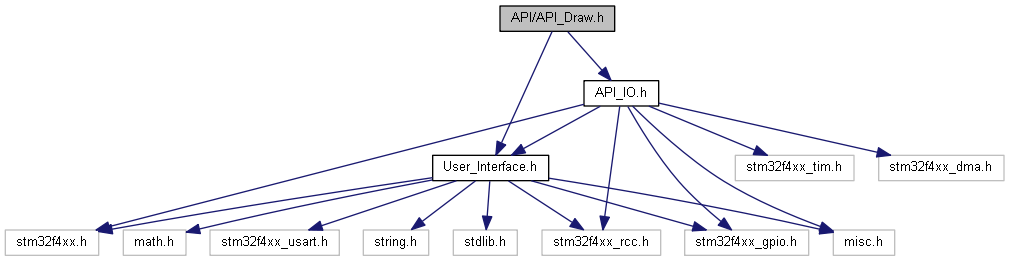 API/API_Draw.h
API_IO.h
User_Interface.h
stm32f4xx_tim.h
stm32f4xx_dma.h
stm32f4xx.h
math.h
stm32f4xx_usart.h
string.h
stdlib.h
stm32f4xx_rcc.h
stm32f4xx_gpio.h
misc.h